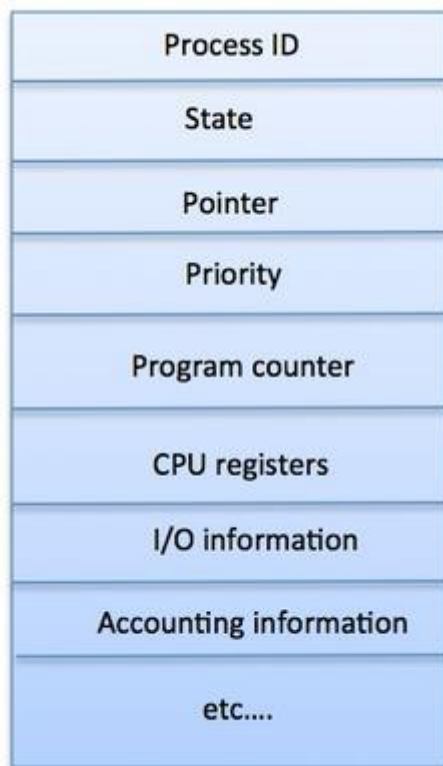 Process ID
State
Pointer
Priority
Program counter
CPU registers
I/O information
Accounting information
etc....